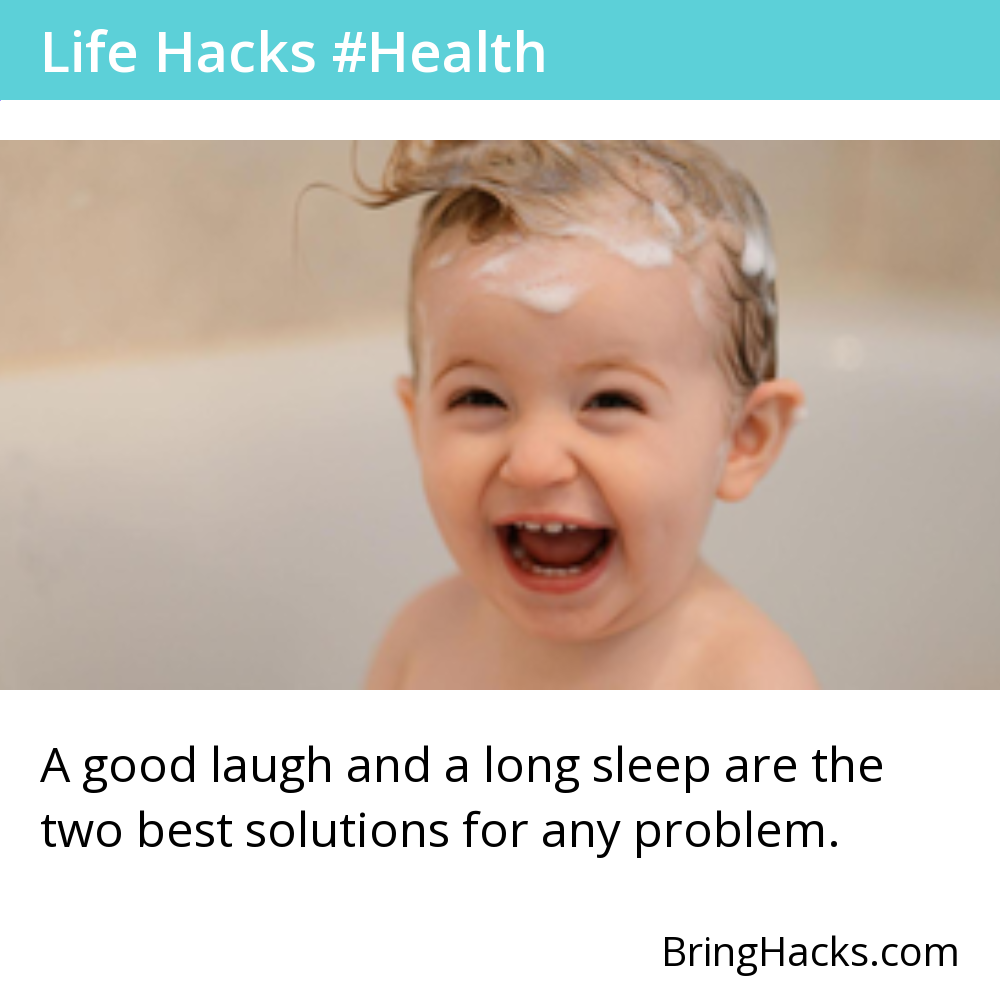 Life Hacks #Health
A good laugh and a long sleep are the
two best solutions for any problem.
BringHacks.com